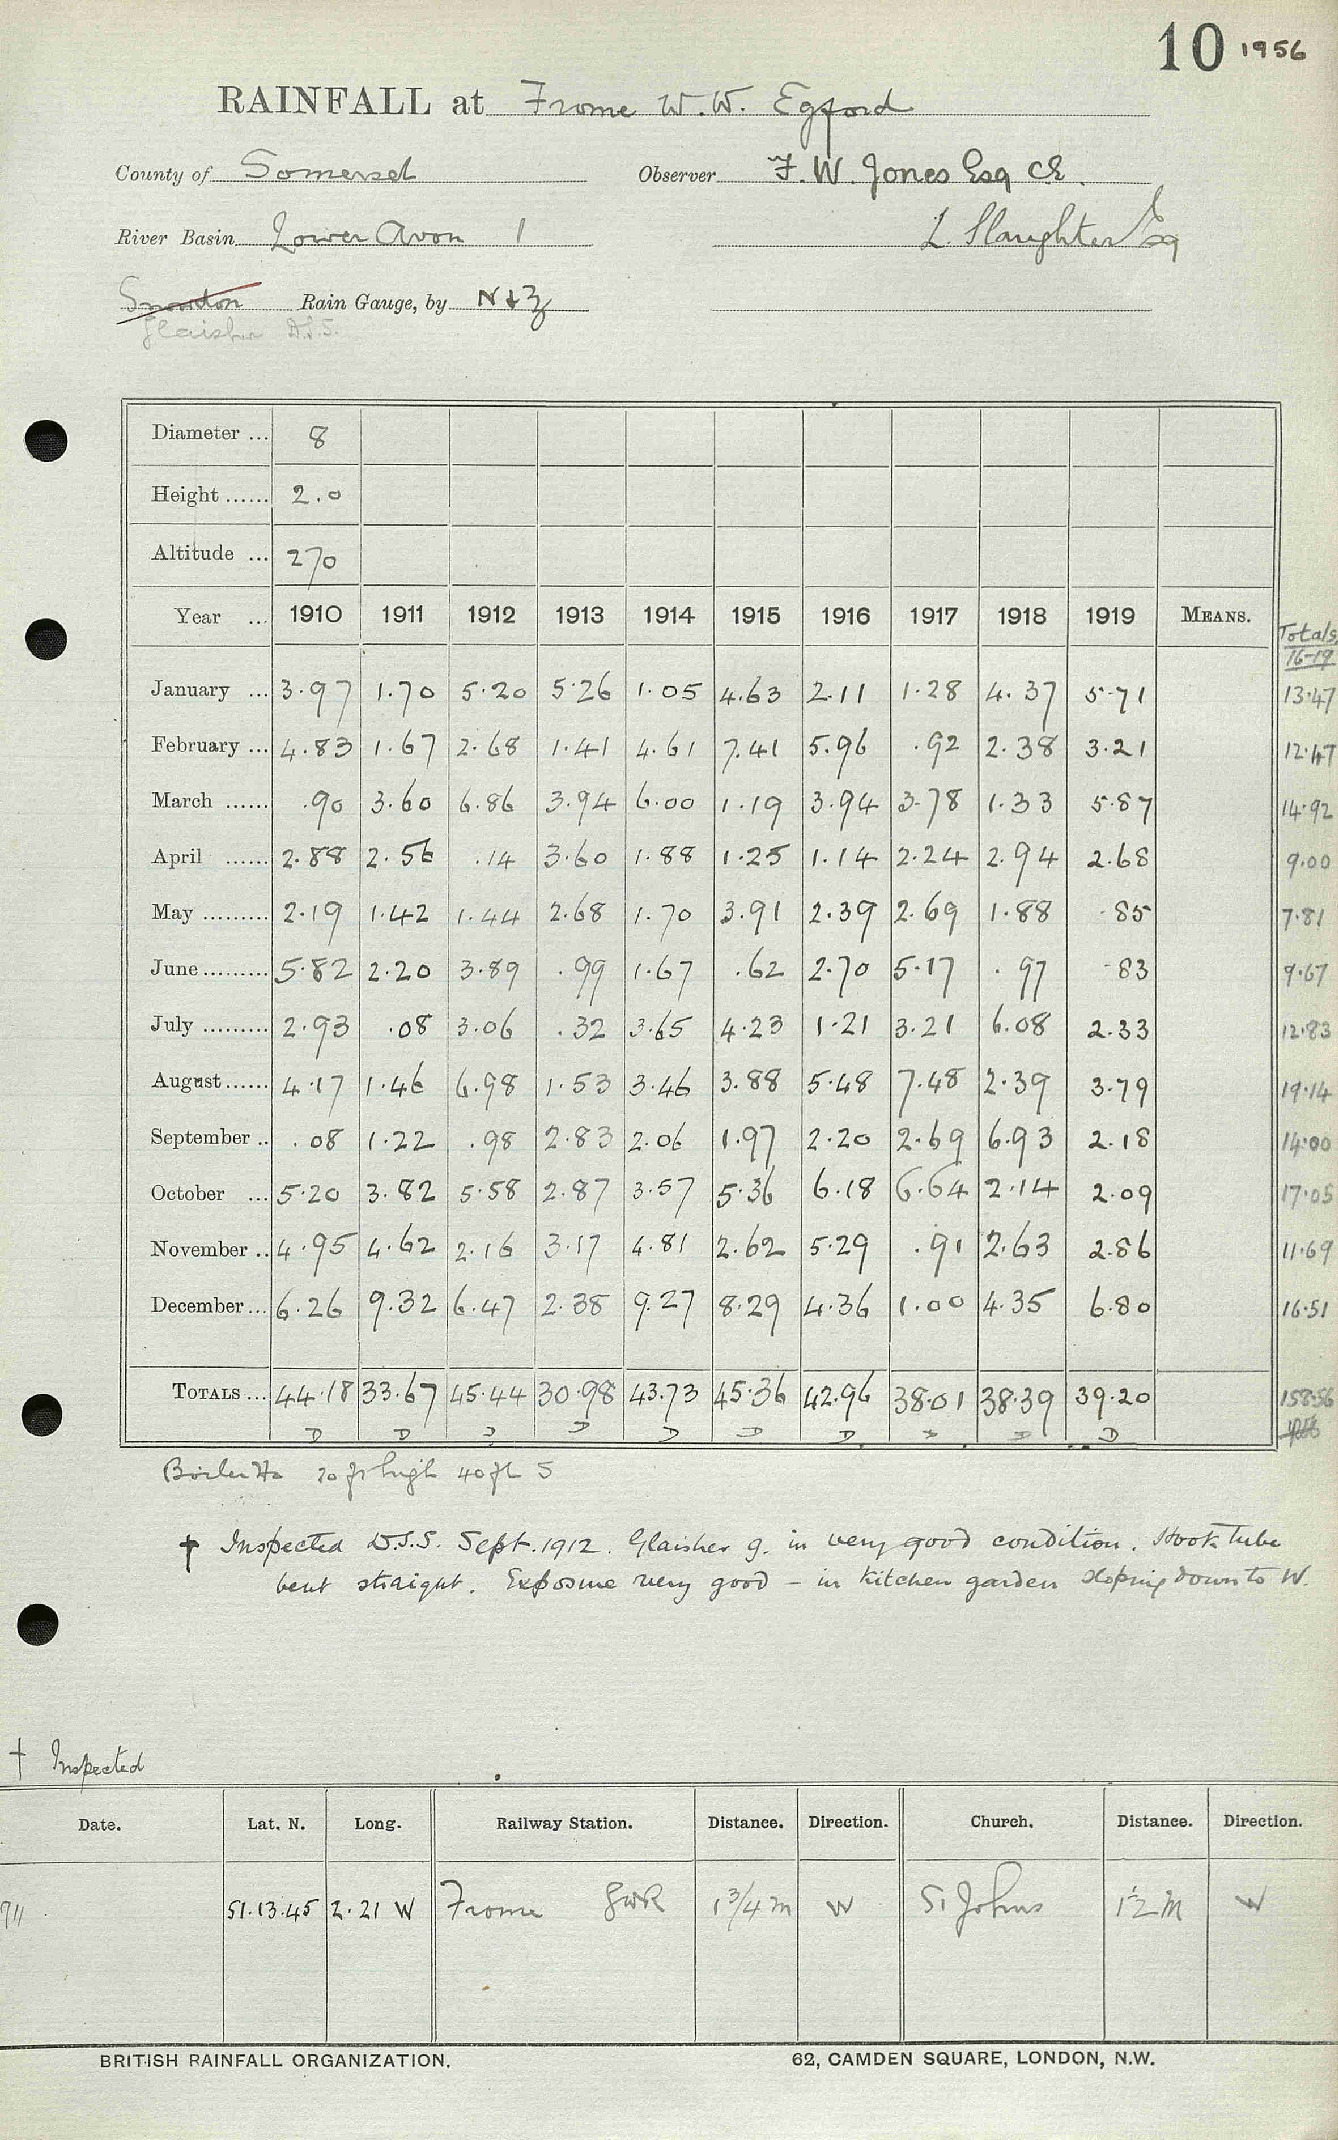 10 1956
RAINFALL at Frome W.W. Egford
County of Somerset Observer F. W. Jones Esq CE.
River Basin Lower Avon 1 L Slaughter Esq
Snowdon Rain Gauge, by N & Z
Glaisher D.S.S.
Diameter ... 8
Height ...... 2.0
Altitude ... 270
Year ... 1910 1911 1912 1913 1914 1915 1916 1917 1918 1919 MEANS. Totals
16-19
January ... 3.97 1.70 5.20 5.26 1.05 4.63 2.11 1.28 4.37 5.71 13.47
February ... 4.83 1.67 2.68 1.41 4.61 7.41 5.96 .92 2.38 3.21 12.47
March ...... .90 3.60 6.86 3.94 6.00 1.19 3.94 3.78 1.33 5.87 14.92
April ...... 2.88 2.56 .14 3.60 1.88 1.25 1.14 2.24 2.94 2.68 9.00
May ......... 2.19 1.42 1.44 2.68 1.70 3.91 2.39 2.69 1.88 .85 7.81
June ......... 5.82 2.20 3.89 .99 1.67 .62 2.70 5.17 .97 .83 9.67
July ......... 2.93 .08 3.06 .32 3.65 4.23 1.21 3.21 6.08 2.33 12.83
August ...... 4.17 1.46 6.98 1.53 3.46 3.88 5.48 7.48 2.39 3.79 19.14
September .. .08 1.22 .98 2.83 2.06 1.97 2.20 2.69 6.93 2.18 14.00
October ... 5.20 3.82 5.58 2.87 3.57 5.36 6.18 6.64 2.14 2.09 17.05
November .. 4.95 4.62 2.16 3.17 4.81 2.62 5.29 .91 2.63 2.86 11.69
December ... 6.26 9.32 6.47 2.38 9.27 8.29 4.36 1.00 4.35 6.80 16.51
TOTALS ... 44.18 33.67 45.44 30.98 43.73 45.36 42.96 38.01 38.39 39.20 158.56
D D D D D D D D D D
Boiler Ho 20 ft high 40 ft S
† Inspected D.S.S. Sept. 1912. Glaisher g. in very good condition. Hook tube
bent straight. Exposure very good – in kitchen garden sloping down to W.
† Inspected
Date. Lat. N. Long. Railway Station. Distance. Direction. Church. Distance. Direction.
911 51.13.45 2.21 W Frome GWR 1 3/4 m W St Johns 1 1/2 m W
BRITISH RAINFALL ORGANIZATION. 62, CAMDEN SQUARE, LONDON, N.W.